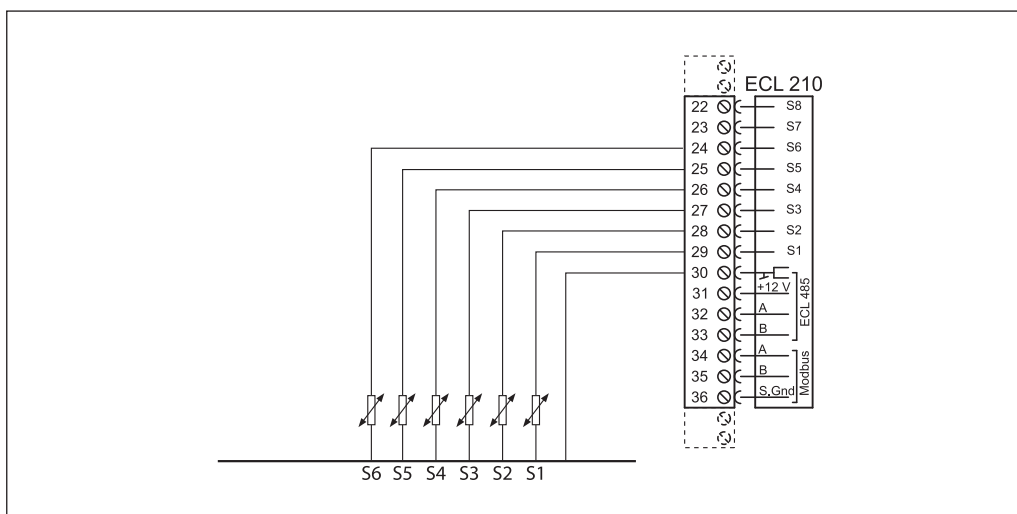 ECL 210
22 S8
23 S7
24 S6
25 S5
26 S4
27 S3
28 S2
29 S1
30
31 +12 V
32 A
33 B
ECL 485
34 A
35 B
36 S.Gnd
Modbus
S6 S5 S4 S3 S2 S1